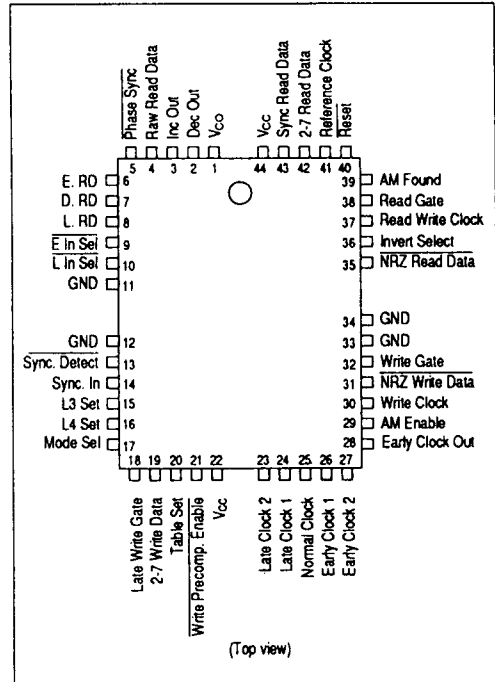 Phase Sync
Raw Read Data
Inc Out
Dec Out
VCO
VCC
Sync Read Data
2-7 Read Data
Reference Clock
Reset
5 4 3 2 1 44 43 42 41 40
E. RD 6
D. RD 7
L. RD 8
E In Sel 9
L In Sel 10
GND 11
GND 12
Sync. Detect 13
Sync. In 14
L3 Set 15
L4 Set 16
Mode Sel 17
39 AM Found
38 Read Gate
37 Read Write Clock
36 Invert Select
35 NRZ Read Data
34 GND
33 GND
32 Write Gate
31 NRZ Write Data
30 Write Clock
29 AM Enable
28 Early Clock Out
18 19 20 21 22 23 24 25 26 27
Late Write Gate
2-7 Write Data
Table Set
Write Precomp. Enable
VCC
Late Clock 2
Late Clock 1
Normal Clock
Early Clock 1
Early Clock 2
(Top view)